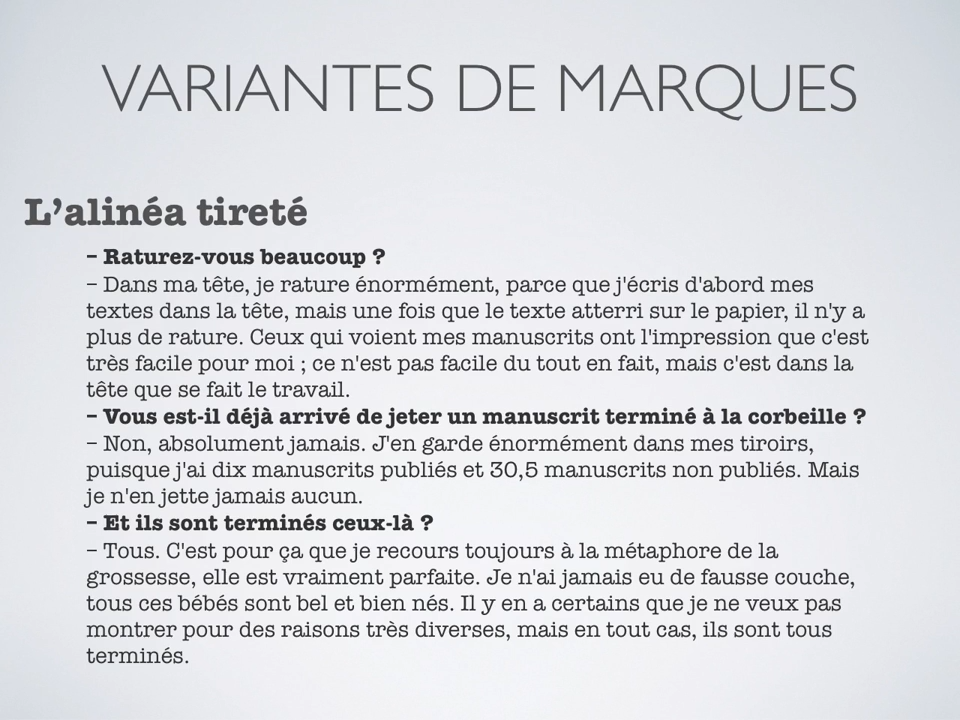 VARIANTES DE MARQUES
L’alinéa tireté
– Raturez-vous beaucoup ?
– Dans ma tête, je rature énormément, parce que j'écris d'abord mes
textes dans la tête, mais une fois que le texte atterri sur le papier, il n'y a
plus de rature. Ceux qui voient mes manuscrits ont l'impression que c'est
très facile pour moi ; ce n'est pas facile du tout en fait, mais c'est dans la
tête que se fait le travail.
– Vous est-il déjà arrivé de jeter un manuscrit terminé à la corbeille ?
– Non, absolument jamais. J'en garde énormément dans mes tiroirs,
puisque j'ai dix manuscrits publiés et 30,5 manuscrits non publiés. Mais
je n'en jette jamais aucun.
– Et ils sont terminés ceux-là ?
– Tous. C'est pour ça que je recours toujours à la métaphore de la
grossesse, elle est vraiment parfaite. Je n'ai jamais eu de fausse couche,
tous ces bébés sont bel et bien nés. Il y en a certains que je ne veux pas
montrer pour des raisons très diverses, mais en tout cas, ils sont tous
terminés.